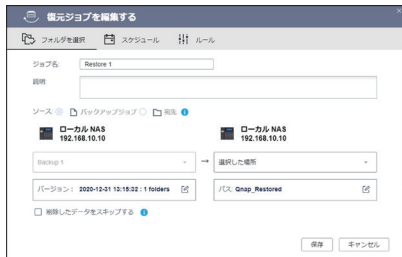 復元ジョブを編集する
フォルダを選択 スケジュール ルール
ジョブ名: Restore 1
説明:
ソース: バックアップジョブ 宛先
ローカル NAS
192.168.10.10
ローカル NAS
192.168.10.10
Backup 1 → 選択した場所
バージョン: 2020-12-31 12:15:32 : 1 folders
パス: Qnap_Restored
削除したデータをスキップする
保存 キャンセル